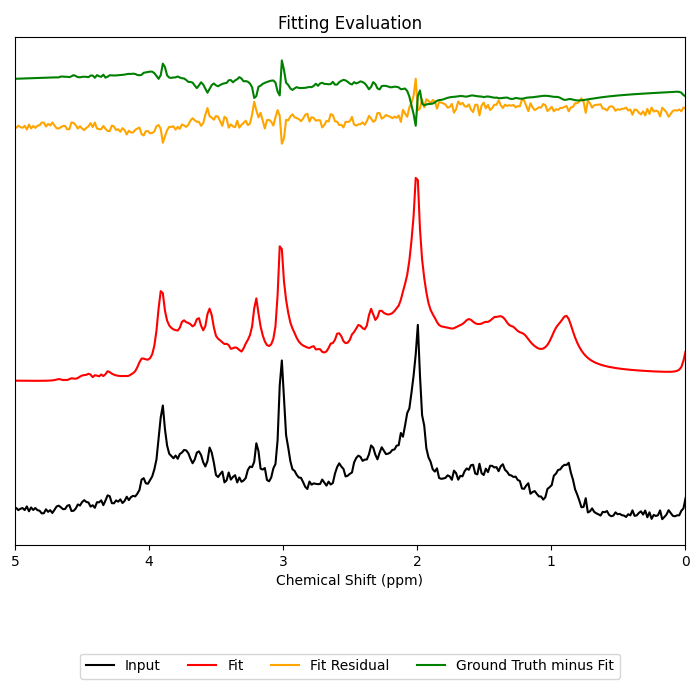 Fitting Evaluation
5 4 3 2 1 0
Chemical Shift (ppm)
Input Fit Fit Residual Ground Truth minus Fit